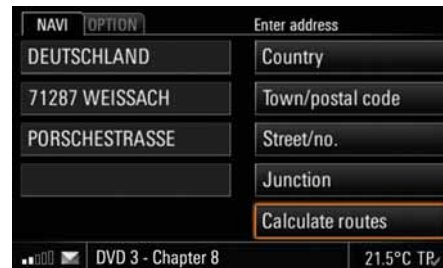 NAVI OPTION Enter address
DEUTSCHLAND Country
71287 WEISSACH Town/postal code
PORSCHESTRASSE Street/no.
Junction
Calculate routes
DVD 3 - Chapter 8 21.5°C TP